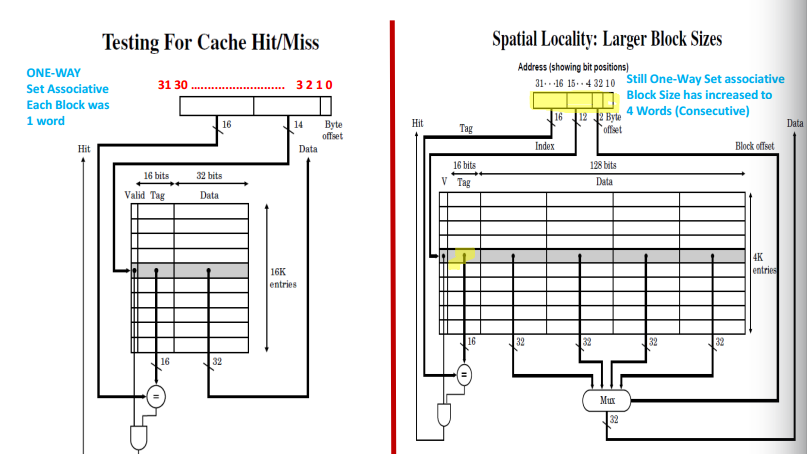 Testing For Cache Hit/Miss
ONE-WAY
Set Associative
Each Block was
1 word
31 30 ............................ 3 2 1 0
16
14
Byte
offset
Hit
Data
16 bits
32 bits
Valid Tag
Data
16K
entries
16
32
=
Spatial Locality: Larger Block Sizes
Address (showing bit positions)
31···16 15··4 32 1 0
Still One-Way Set associative
Block Size has increased to
4 Words (Consecutive)
16
12
2 Byte
offset
Hit
Tag
Data
Index
Block offset
16 bits
128 bits
V Tag
Data
4K
entries
16
32
32
32
32
=
Mux
32